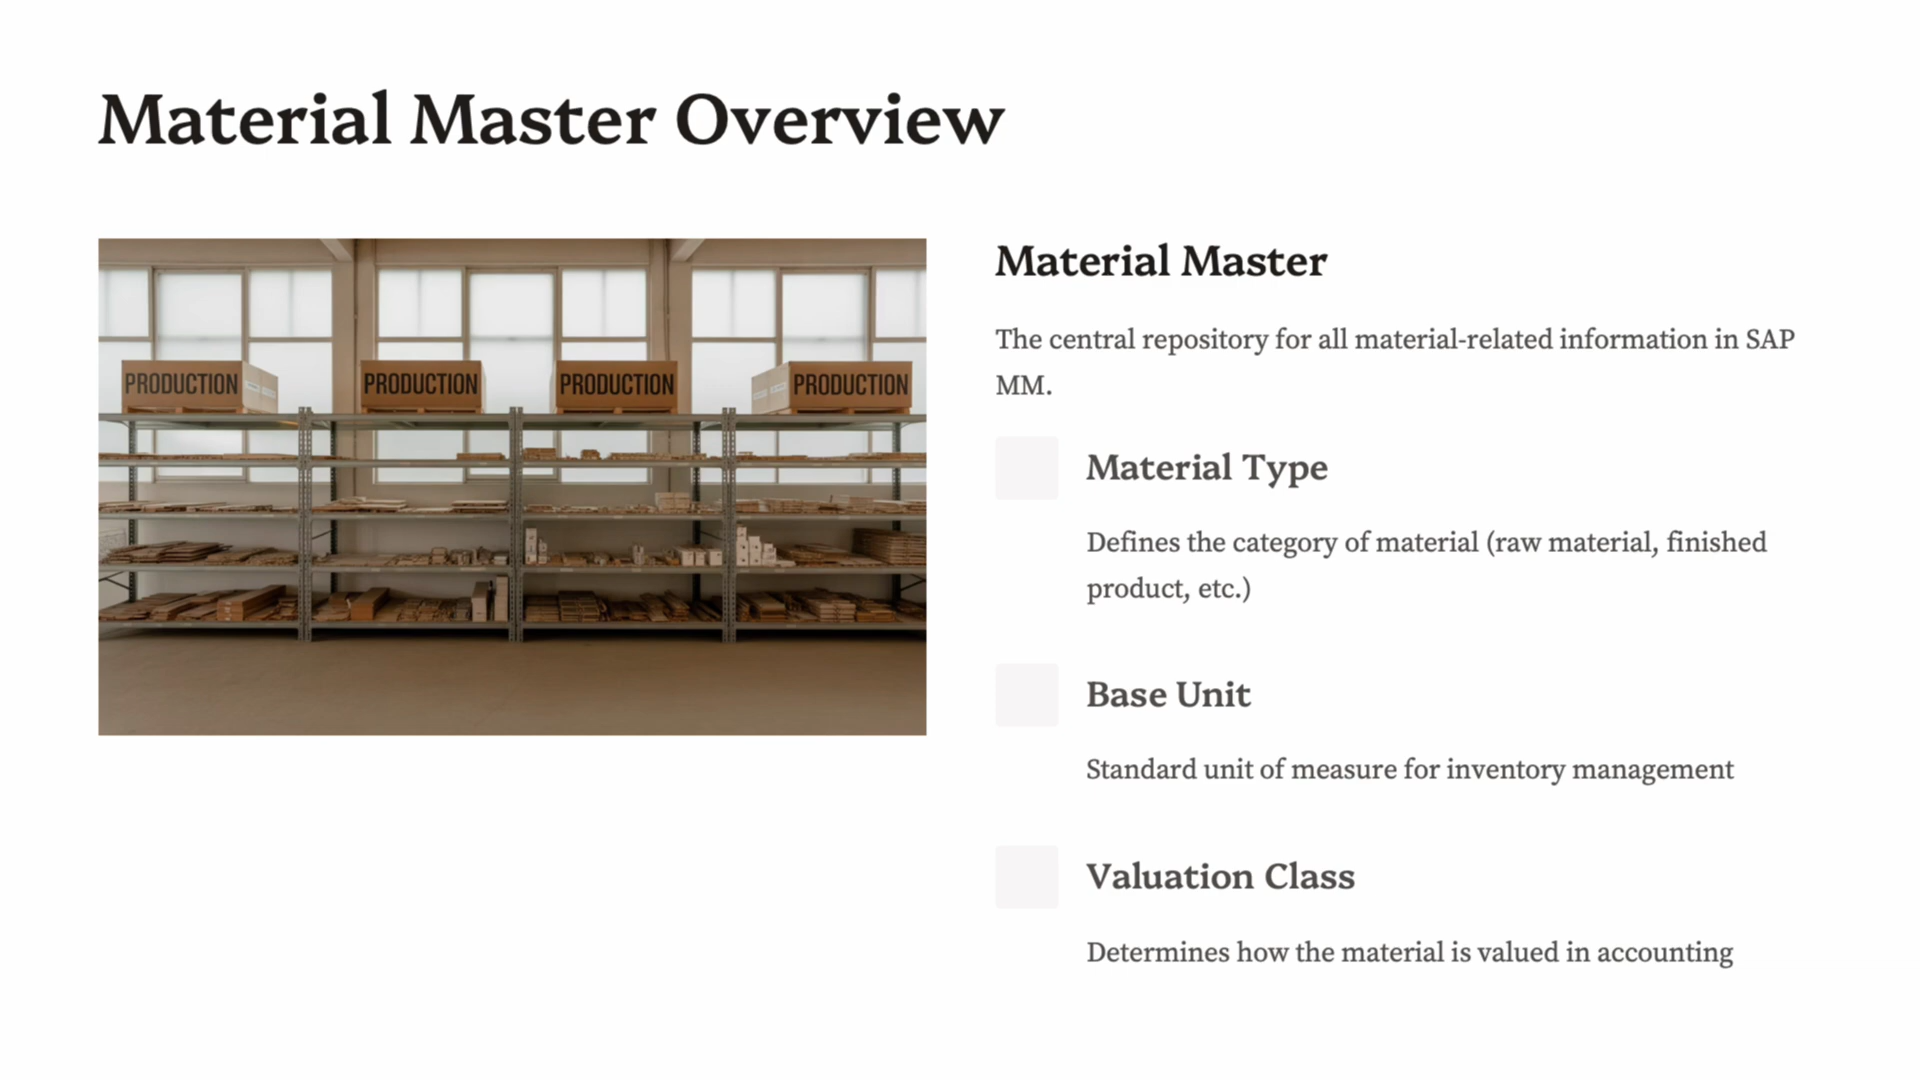 Material Master Overview
PRODUCTION PRODUCTION PRODUCTION PRODUCTION
Material Master
The central repository for all material-related information in SAP
MM.
Material Type
Defines the category of material (raw material, finished
product, etc.)
Base Unit
Standard unit of measure for inventory management
Valuation Class
Determines how the material is valued in accounting